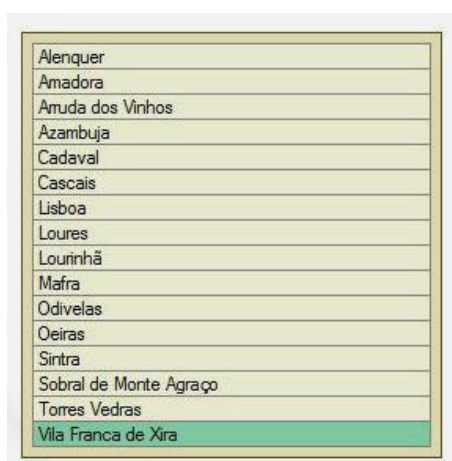 Alenquer
Amadora
Arruda dos Vinhos
Azambuja
Cadaval
Cascais
Lisboa
Loures
Lourinhã
Mafra
Odivelas
Oeiras
Sintra
Sobral de Monte Agraço
Torres Vedras
Vila Franca de Xira